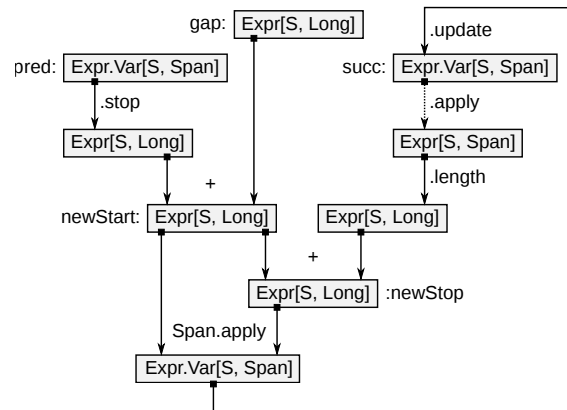 gap: Expr[S, Long]
.update
pred: Expr.Var[S, Span]
succ: Expr.Var[S, Span]
.stop
.apply
Expr[S, Long]
Expr[S, Span]
+
.length
newStart: Expr[S, Long]
Expr[S, Long]
+
Expr[S, Long] :newStop
Span.apply
Expr.Var[S, Span]